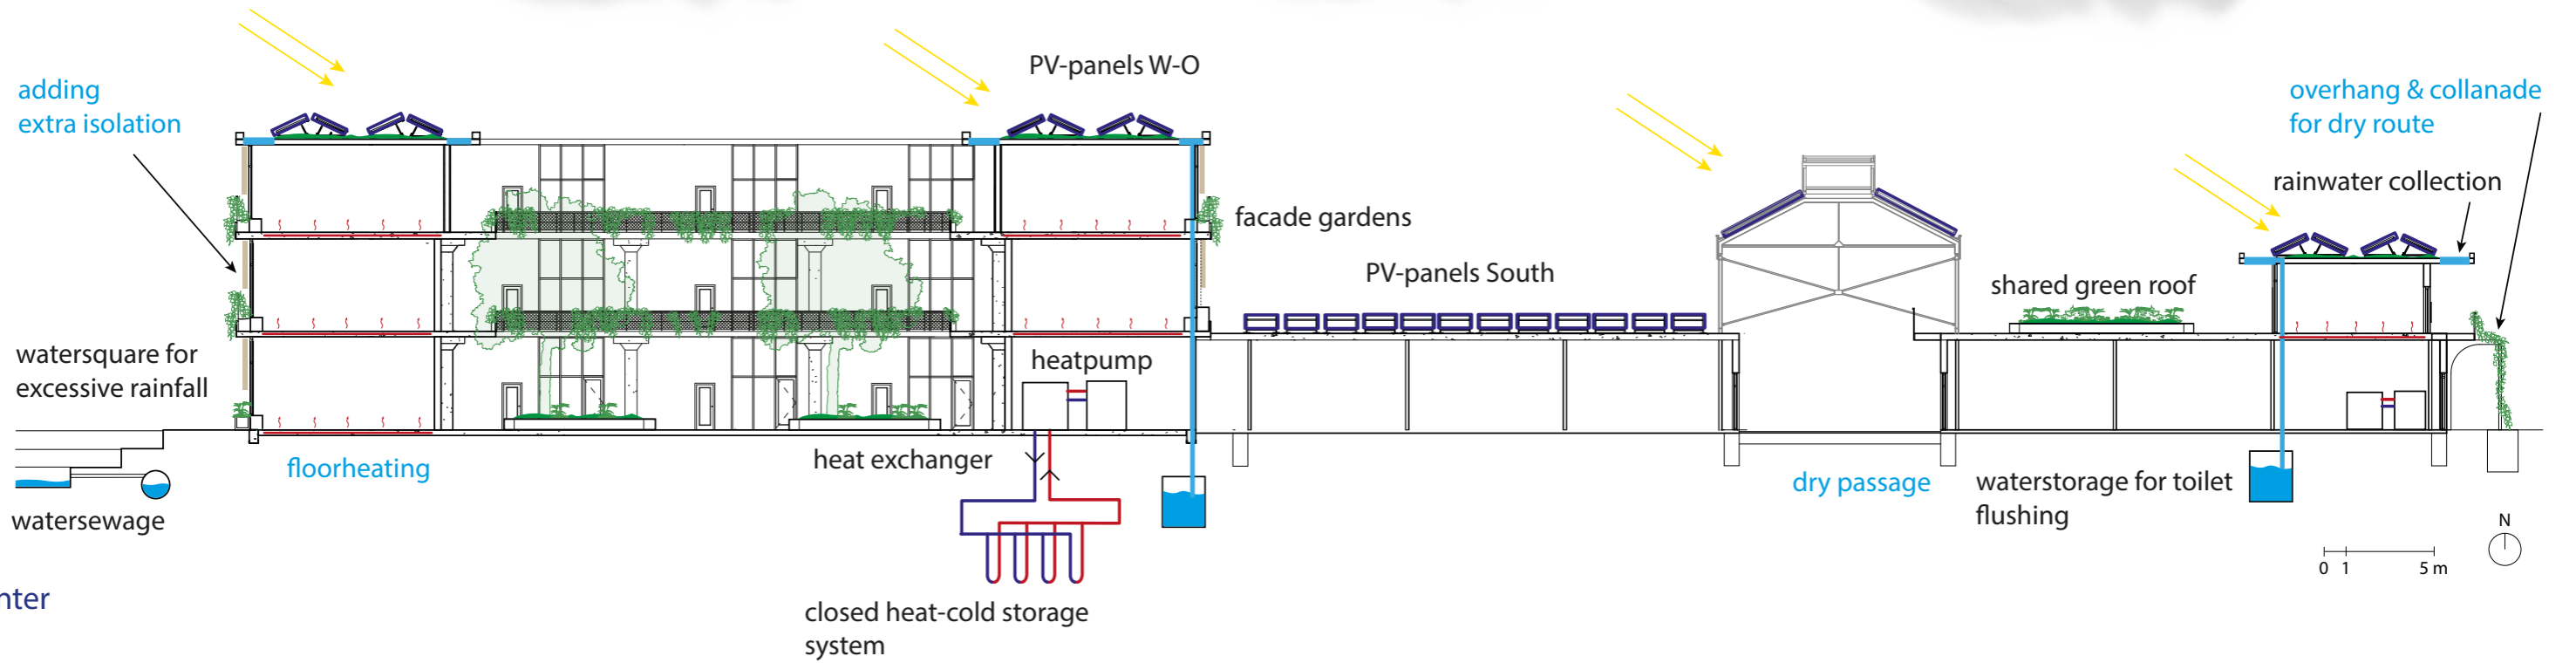 PV-panels W-O
adding
extra isolation
overhang & collanade
for dry route
rainwater collection
facade gardens
PV-panels South
shared green roof
watersquare for
excessive rainfall
heatpump
floorheating
heat exchanger
dry passage
waterstorage for toilet
flushing
watersewage
N
0 1 5 m
nter
closed heat-cold storage
system